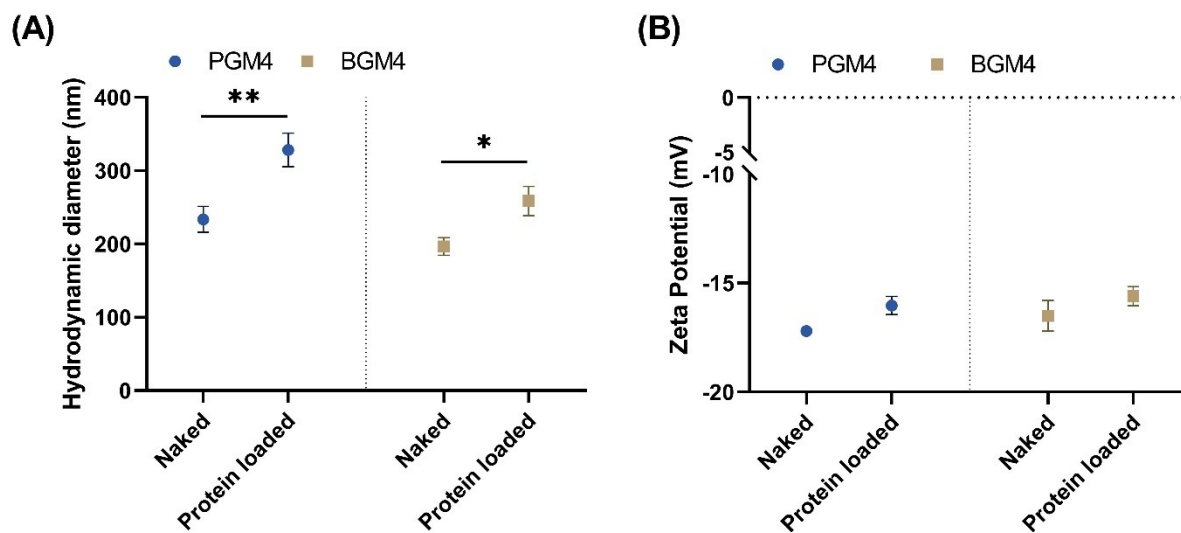 (A)
PGM4 BGM4
Hydrodynamic diameter (nm)
400
300
200
100
0
** 
*
Naked
Protein loaded
Naked
Protein loaded
(B)
PGM4 BGM4
Zeta Potential (mV)
0
-5
-10
-15
-20
Naked
Protein loaded
Naked
Protein loaded